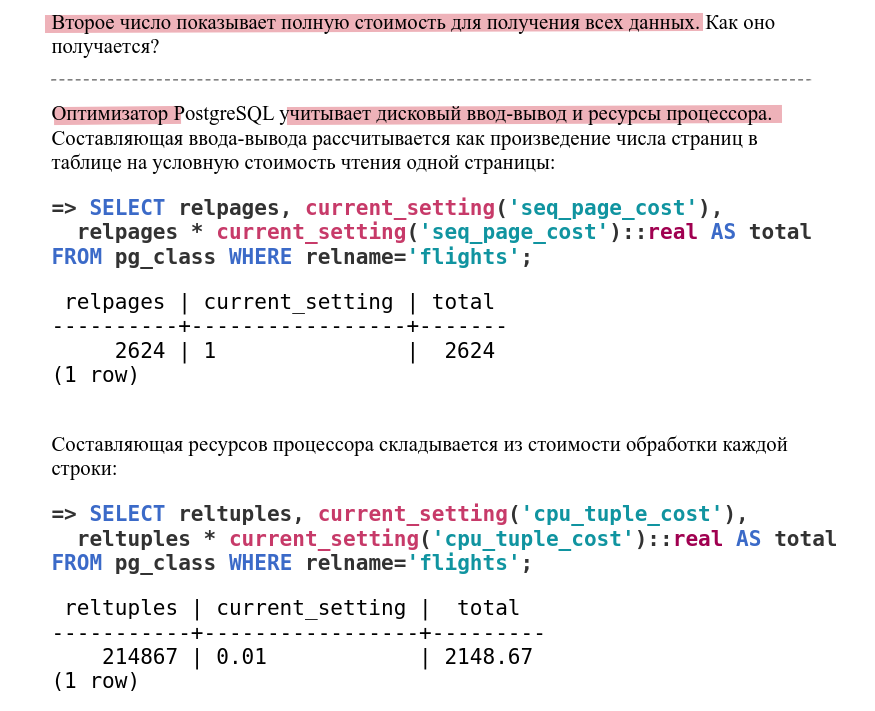 Второе число показывает полную стоимость для получения всех данных. Как оно
получается?
Оптимизатор PostgreSQL учитывает дисковый ввод-вывод и ресурсы процессора.
Составляющая ввода-вывода рассчитывается как произведение числа страниц в
таблице на условную стоимость чтения одной страницы:
=> SELECT relpages, current_setting('seq_page_cost'),
  relpages * current_setting('seq_page_cost')::real AS total
FROM pg_class WHERE relname='flights';
 relpages | current_setting | total
----------+-----------------+-------
     2624 | 1               |  2624
(1 row)
Составляющая ресурсов процессора складывается из стоимости обработки каждой
строки:
=> SELECT reltuples, current_setting('cpu_tuple_cost'),
  reltuples * current_setting('cpu_tuple_cost')::real AS total
FROM pg_class WHERE relname='flights';
 reltuples | current_setting |  total
-----------+-----------------+---------
    214867 | 0.01            | 2148.67
(1 row)